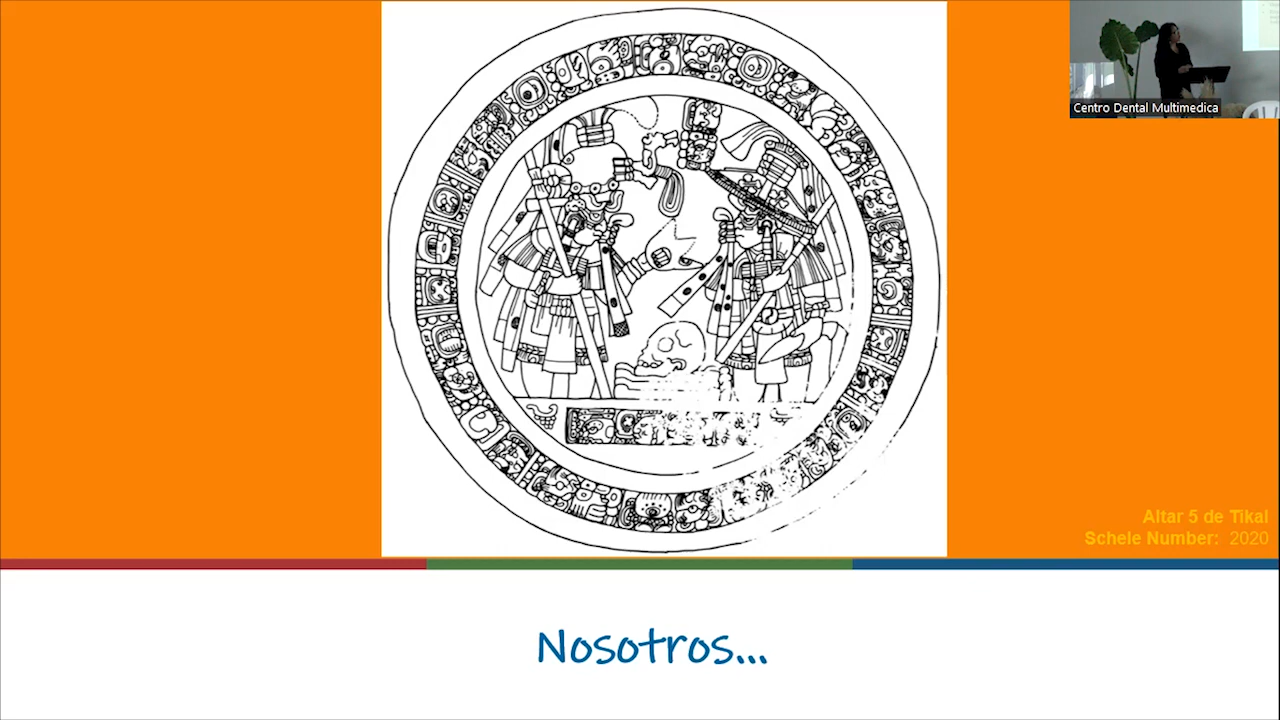 Centro Dental Multimedica
Altar 5 de Tikal
Schele Number: 2020
Nosotros...